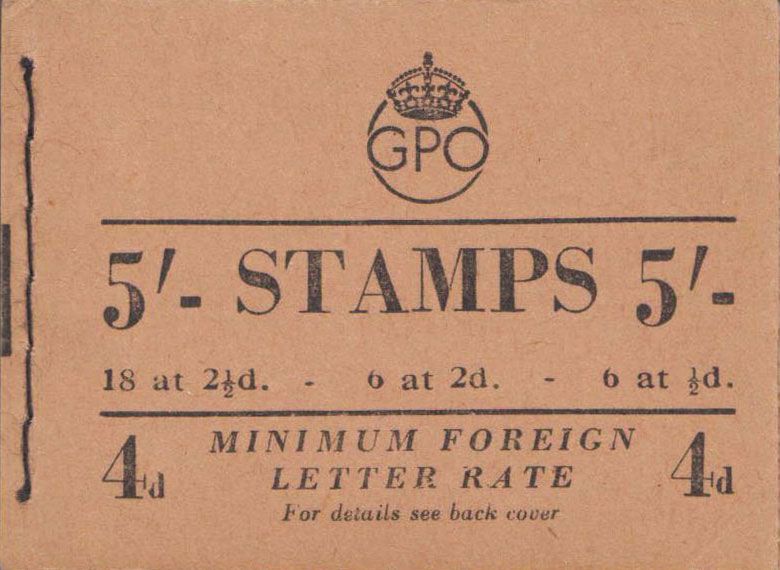 GPO
5/- STAMPS 5/-
18 at 2½d. - 6 at 2d. - 6 at ½d.
4d MINIMUM FOREIGN LETTER RATE 4d
For details see back cover